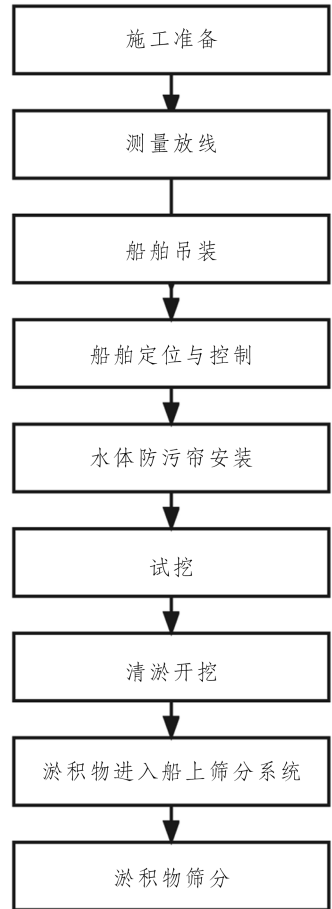 施工准备
测量放线
船舶吊装
船舶定位与控制
水体防污帘安装
试挖
清淤开挖
淤积物进入船上筛分系统
淤积物筛分